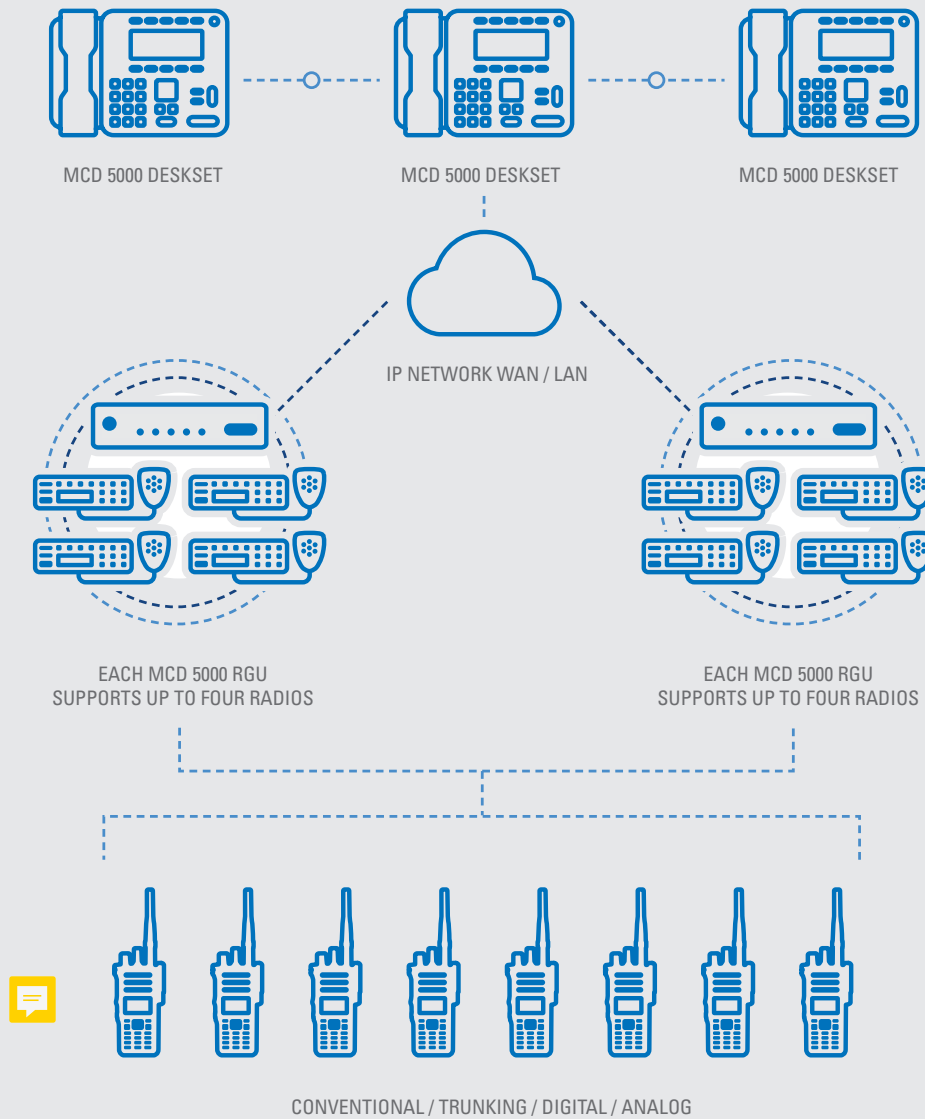 MCD 5000 DESKSET
MCD 5000 DESKSET
MCD 5000 DESKSET
IP NETWORK WAN / LAN
EACH MCD 5000 RGU
SUPPORTS UP TO FOUR RADIOS
EACH MCD 5000 RGU
SUPPORTS UP TO FOUR RADIOS
CONVENTIONAL / TRUNKING / DIGITAL / ANALOG